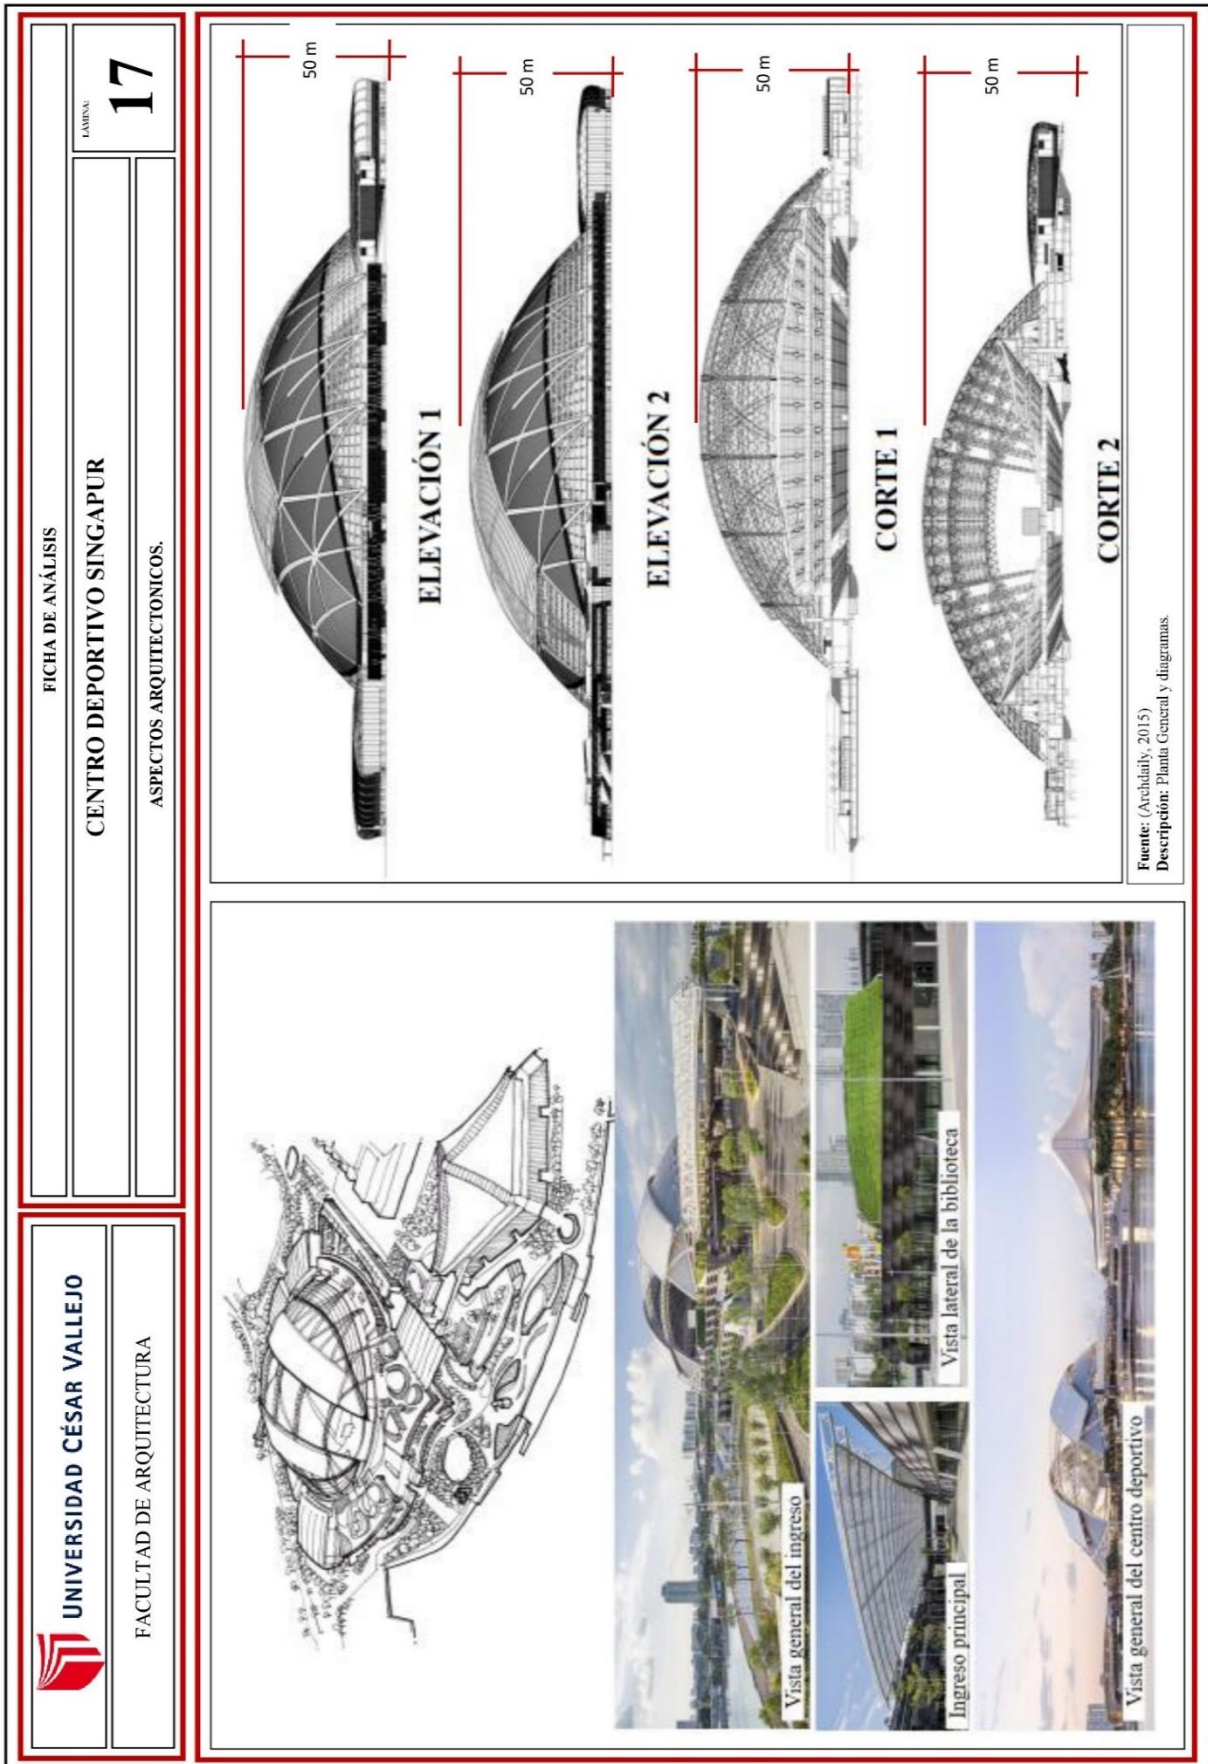 UNIVERSIDAD CÉSAR VALLEJO
FACULTAD DE ARQUITECTURA
FICHA DE ANÁLISIS
CENTRO DEPORTIVO SINGAPUR
ASPECTOS ARQUITECTONICOS.
LÁMINA:
17
Vista general del ingreso
Ingreso principal
Vista lateral de la biblioteca
Vista general del centro deportivo
50 m
ELEVACIÓN 1
50 m
ELEVACIÓN 2
50 m
CORTE 1
50 m
CORTE 2
Fuente: (Archdaily, 2015)
Descripción: Planta General y diagramas.